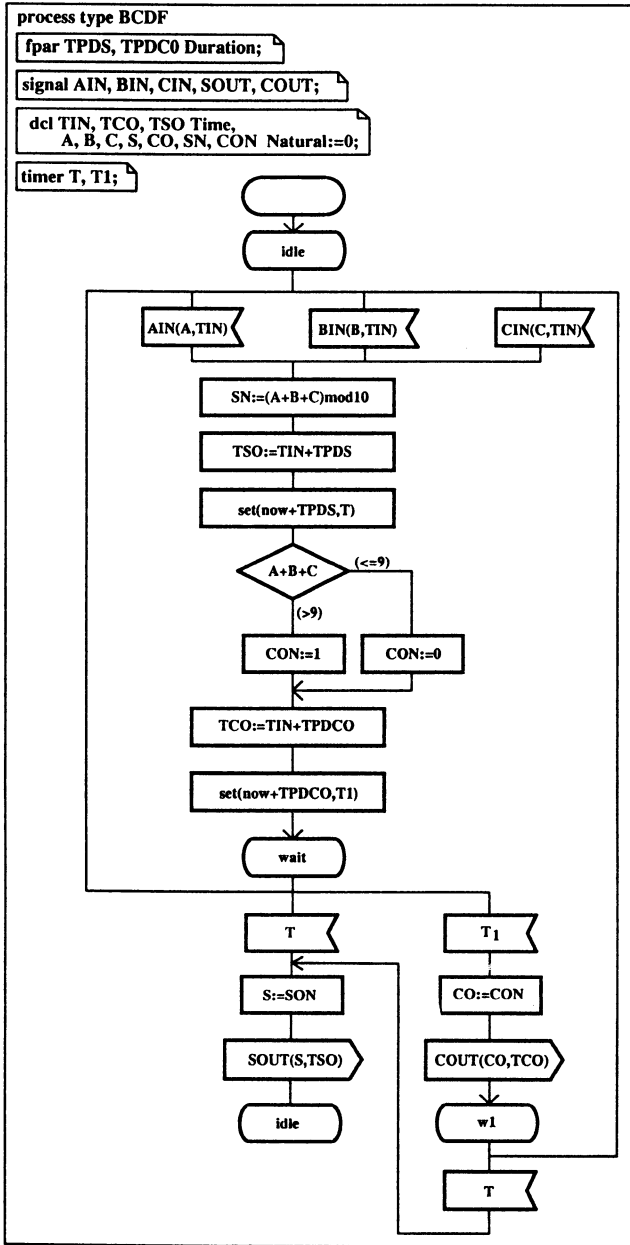 process type BCDF
fpar TPDS, TPDC0 Duration;
signal AIN, BIN, CIN, SOUT, COUT;
dcl TIN, TCO, TSO Time,
A, B, C, S, CO, SN, CON Natural:=0;
timer T, T1;
idle
AIN(A,TIN) BIN(B,TIN) CIN(C,TIN)
SN:=(A+B+C)mod10
TSO:=TIN+TPDS
set(now+TPDS,T)
A+B+C (<=9)
(>9)
CON:=1 CON:=0
TCO:=TIN+TPDCO
set(now+TPDCO,T1)
wait
T T1
S:=SON CO:=CON
SOUT(S,TSO) COUT(CO,TCO)
idle w1
T